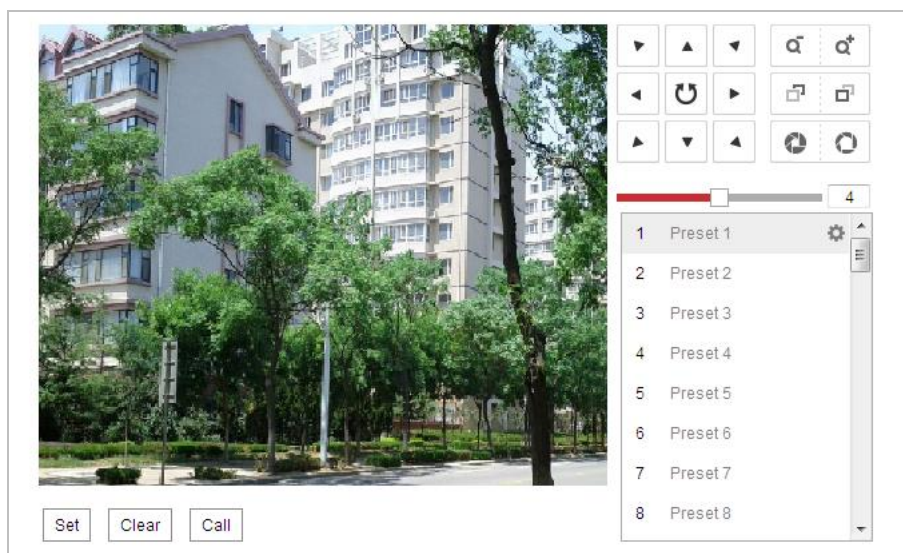 4
1 Preset 1
2 Preset 2
3 Preset 3
4 Preset 4
5 Preset 5
6 Preset 6
7 Preset 7
8 Preset 8
Set Clear Call